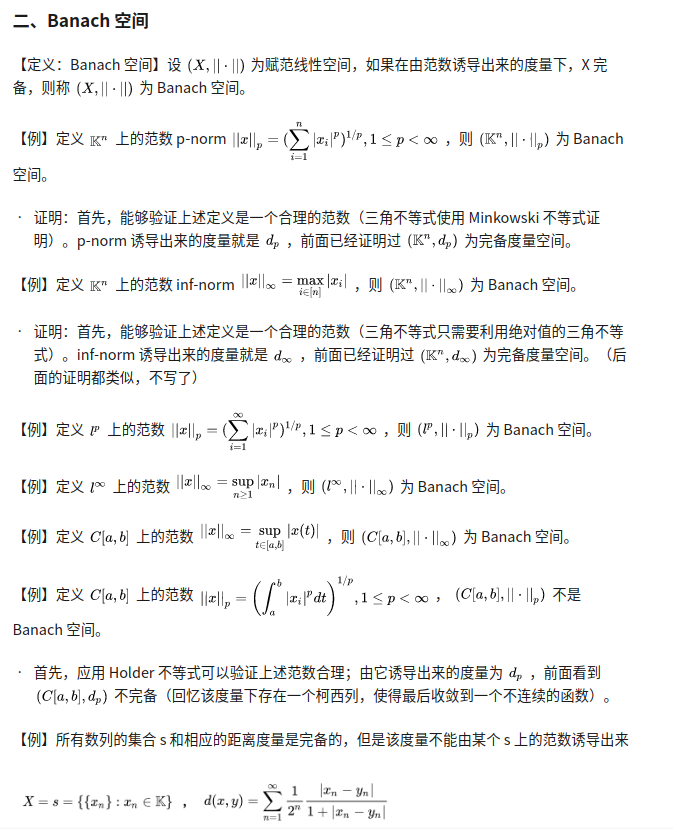 二、Banach 空间
【定义：Banach 空间】设 (X, ||·||) 为赋范线性空间，如果在由范数诱导出来的度量下，X 完
备，则称 (X, ||·||) 为 Banach 空间。
【例】定义 𝕂ⁿ 上的范数 p-norm $||x||_p = (\sum_{i=1}^{n} |x_i|^p)^{1/p}, 1 \le p < \infty$ ，则 $(\mathbb{K}^n, ||\cdot||_p)$ 为 Banach
空间。
· 证明：首先，能够验证上述定义是一个合理的范数（三角不等式使用 Minkowski 不等式证
明）。p-norm 诱导出来的度量就是 $d_p$ ，前面已经证明过 $(\mathbb{K}^n, d_p)$ 为完备度量空间。
【例】定义 𝕂ⁿ 上的范数 inf-norm $||x||_\infty = \max_{i \in [n]} |x_i|$ ，则 $(\mathbb{K}^n, ||\cdot||_\infty)$ 为 Banach 空间。
· 证明：首先，能够验证上述定义是一个合理的范数（三角不等式只需要利用绝对值的三角不等
式）。inf-norm 诱导出来的度量就是 $d_\infty$ ，前面已经证明过 $(\mathbb{K}^n, d_\infty)$ 为完备度量空间。（后
面的证明都类似，不写了）
【例】定义 $l^p$ 上的范数 $||x||_p = (\sum_{i=1}^{\infty} |x_i|^p)^{1/p}, 1 \le p < \infty$ ，则 $(l^p, ||\cdot||_p)$ 为 Banach 空间。
【例】定义 $l^\infty$ 上的范数 $||x||_\infty = \sup_{n \ge 1} |x_n|$ ，则 $(l^\infty, ||\cdot||_\infty)$ 为 Banach 空间。
【例】定义 $C[a, b]$ 上的范数 $||x||_\infty = \sup_{t \in [a,b]} |x(t)|$ ，则 $(C[a, b], ||\cdot||_\infty)$ 为 Banach 空间。
【例】定义 $C[a, b]$ 上的范数 $||x||_p = \left(\int_a^b |x_i|^p dt\right)^{1/p}, 1 \le p < \infty$ ， $(C[a, b], ||\cdot||_p)$ 不是
Banach 空间。
· 首先，应用 Holder 不等式可以验证上述范数合理；由它诱导出来的度量为 $d_p$ ，前面看到
$(C[a, b], d_p)$ 不完备（回忆该度量下存在一个柯西列，使得最后收敛到一个不连续的函数）。
【例】所有数列的集合 s 和相应的距离度量是完备的，但是该度量不能由某个 s 上的范数诱导出来
$X = s = \{\{x_n\} : x_n \in \mathbb{K}\}$ ， $d(x, y) = \sum_{n=1}^{\infty} \frac{1}{2^n} \frac{|x_n - y_n|}{1 + |x_n - y_n|}$